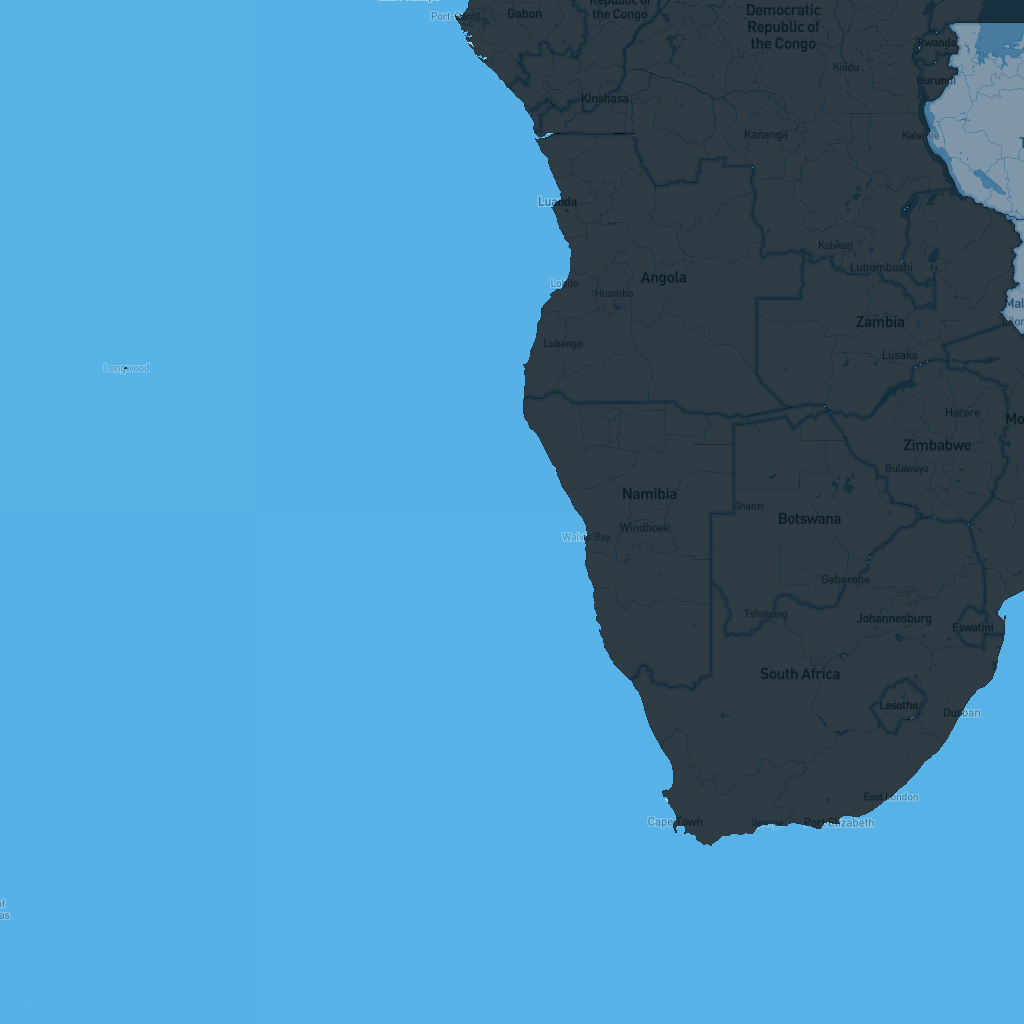 Port-Gentil
Gabon
Republic of
the Congo
Democratic
Republic of
the Congo
Rwanda
Kindu
Burundi
Kinshasa
Kananga
Kalemie
Luanda
Kolwezi
Lubumbashi
Angola
Lobito
Huambo
Zambia
Lubango
Lusaka
Longwood
Harare
Zimbabwe
Bulawayo
Namibia
Ghanzi
Botswana
Windhoek
Walvis Bay
Gaborone
Tshabong
Johannesburg
Eswatini
South Africa
Lesotho
Durban
East London
Cape Town
George
Port Elizabeth